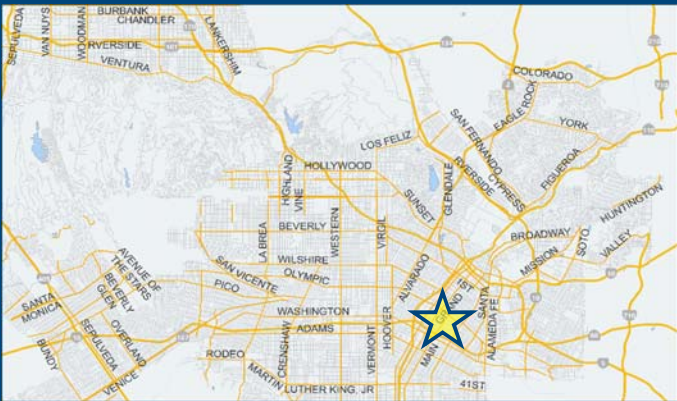 BURBANK
CHANDLER
SEPULVEDA
VAN NUYS
WOODMAN
LANKERSHIM
RVERSIDE
VENTURA
COLORADO
EAGLE ROCK
YORK
SAN FERNANDO
LOS FELIZ
RVERSIDE
CYPRESS
FIGUEROA
HOLLYWOOD
HIGHLAND
VINE
GLENDALE
SUNSET
HUNTINGTON
LA BREA
BEVERLY
WESTERN
VIRGIL
BROADWAY
SOTO
VALLEY
MISSION
AVENUE OF
THE STARS
BEVERLY
GLEN
WILSHIRE
SAN VICENTE
OLYMPIC
PICO
ALVARADO
1ST
GRAND
SANTA
FE
ALAMEDA
SANTA
MONICA
WASHINGTON
ADAMS
HOOVER
VERMONT
CRENSHAW
MAIN
BUNDY
SEPULVEDA
OVERLAND
VENICE
RODEO
MARTIN
LUTHER KING, JR
41ST